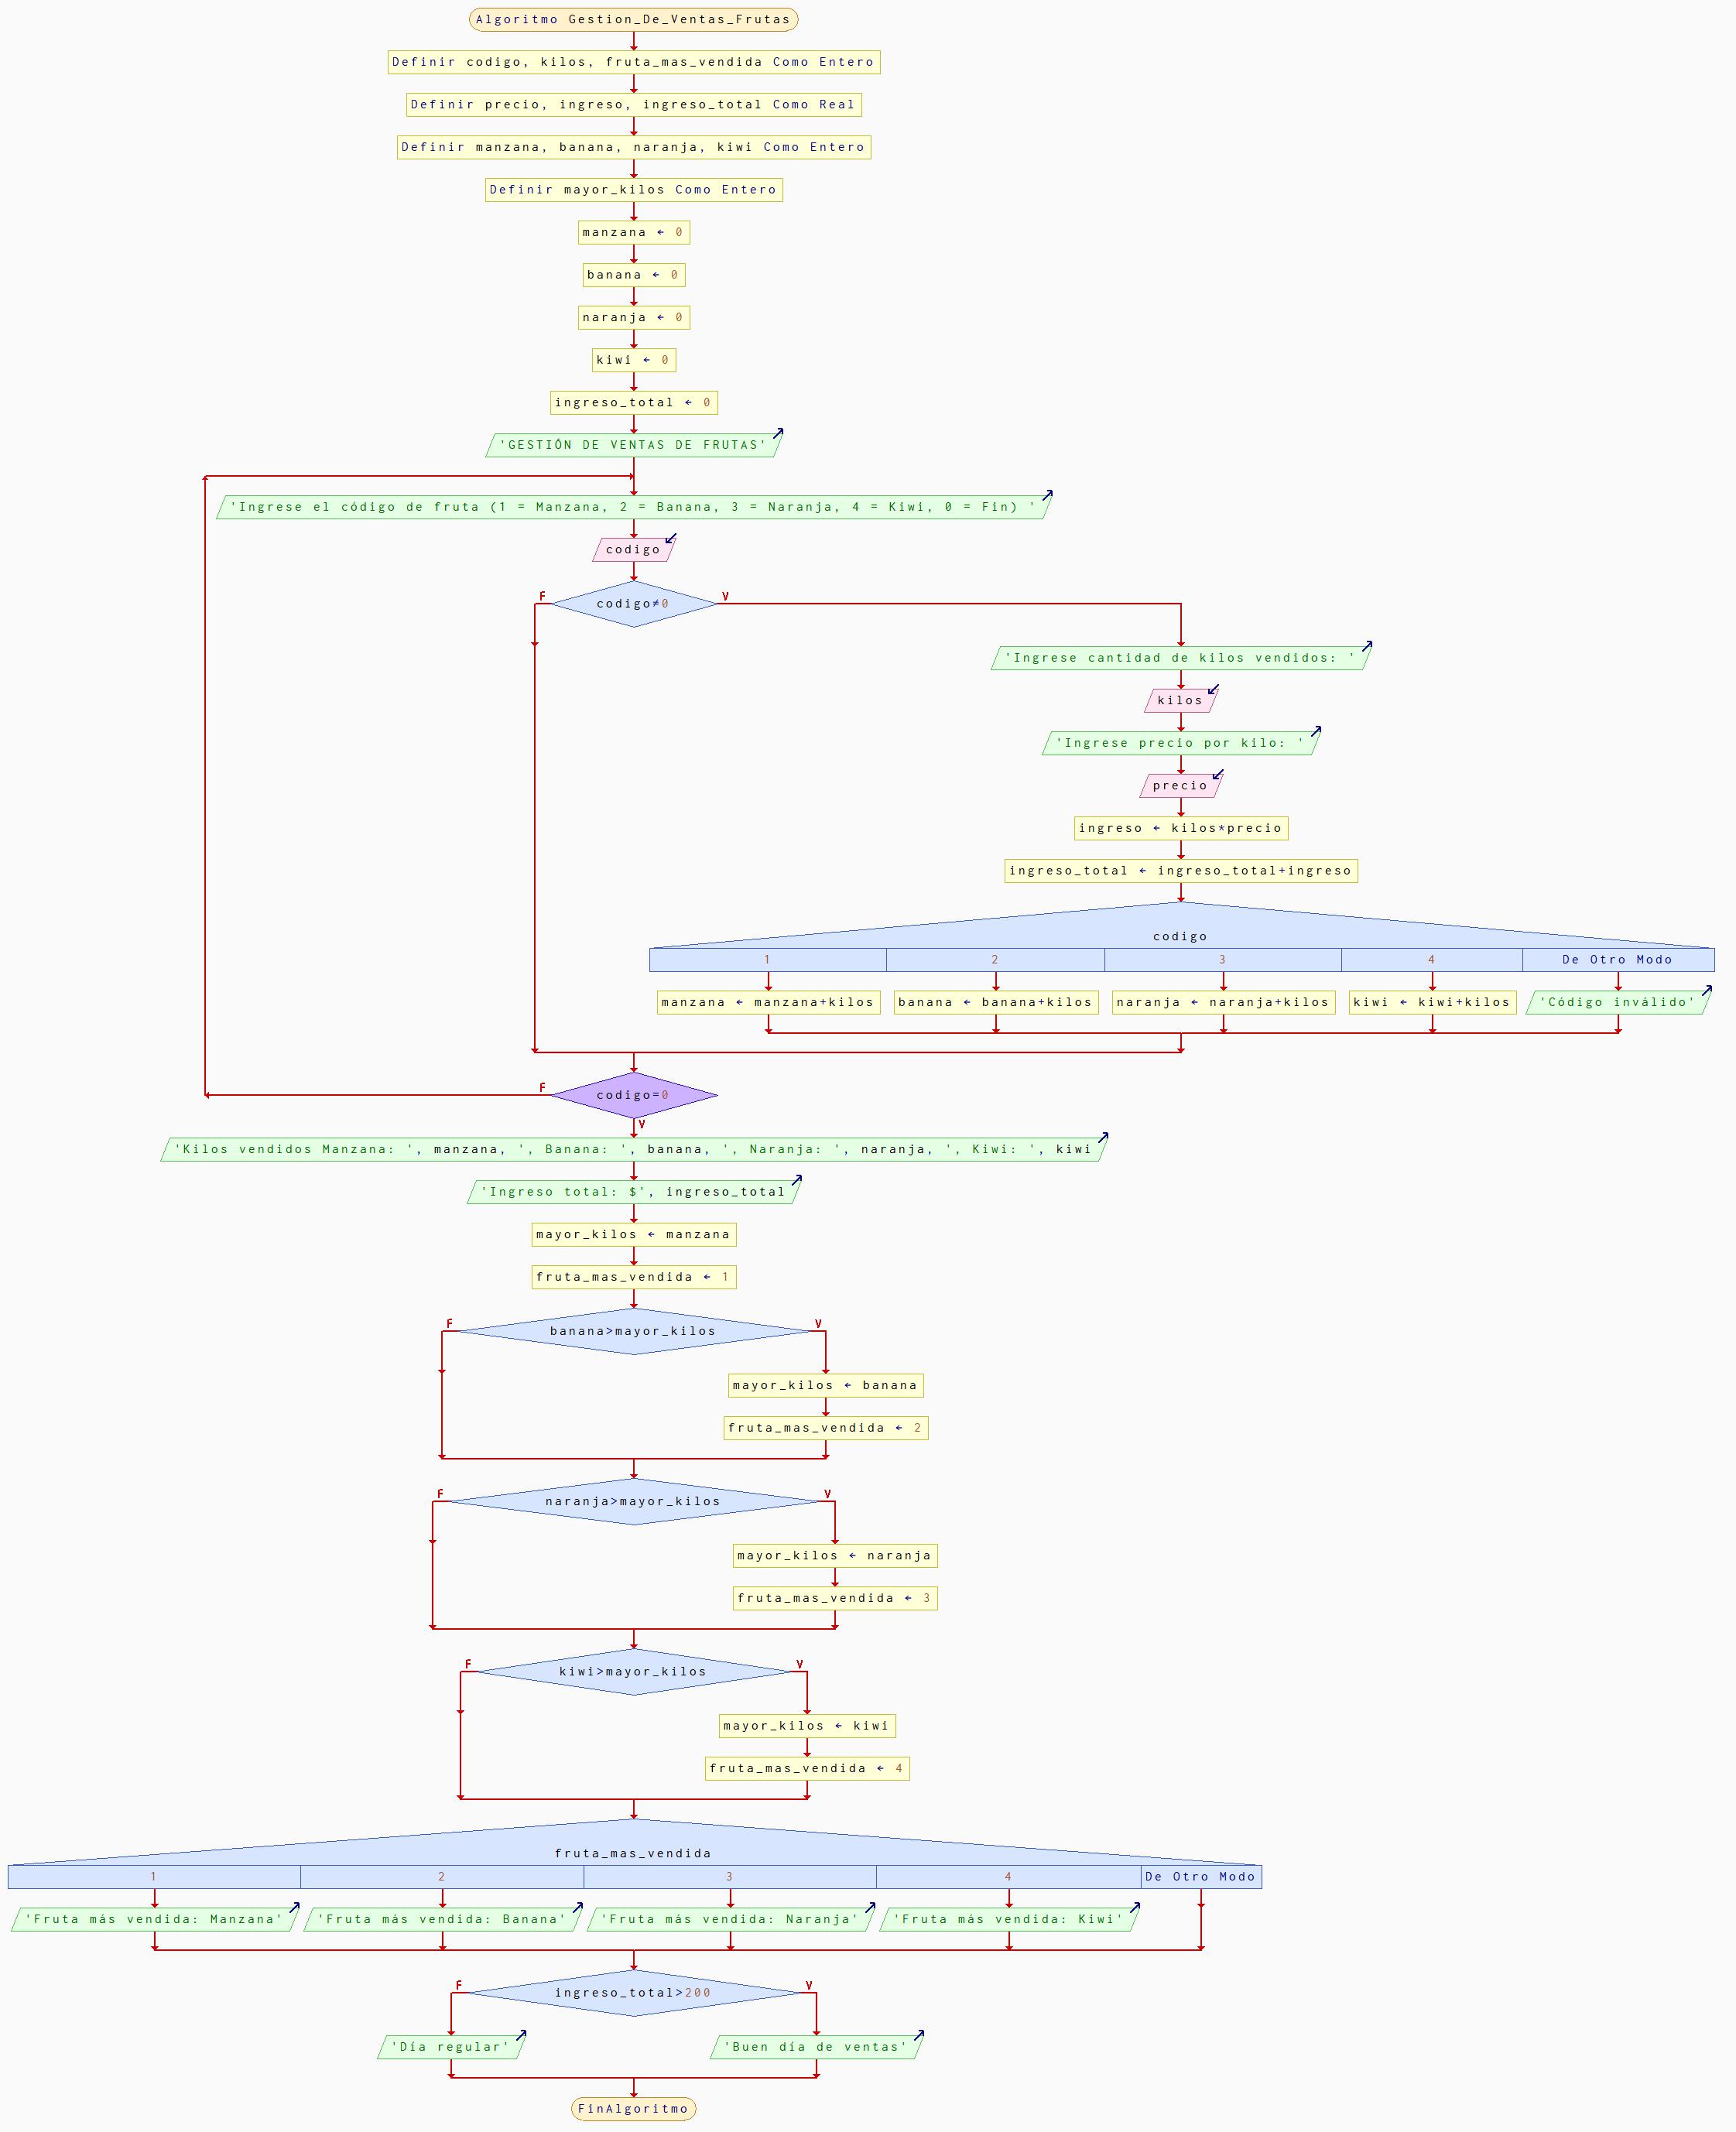 Algoritmo Gestion_De_Ventas_Frutas
Definir codigo, kilos, fruta_mas_vendida Como Entero
Definir precio, ingreso, ingreso_total Como Real
Definir manzana, banana, naranja, kiwi Como Entero
Definir mayor_kilos Como Entero
manzana ← 0
banana ← 0
naranja ← 0
kiwi ← 0
ingreso_total ← 0
'GESTIÓN DE VENTAS DE FRUTAS'
'Ingrese el código de fruta (1 = Manzana, 2 = Banana, 3 = Naranja, 4 = Kiwi, 0 = Fin) '
codigo
F codigo≠0 V
'Ingrese cantidad de kilos vendidos: '
kilos
'Ingrese precio por kilo: '
precio
ingreso ← kilos*precio
ingreso_total ← ingreso_total+ingreso
codigo
1 2 3 4 De Otro Modo
manzana ← manzana+kilos banana ← banana+kilos naranja ← naranja+kilos kiwi ← kiwi+kilos 'Código inválido'
F codigo=0
V
'Kilos vendidos Manzana: ', manzana, ', Banana: ', banana, ', Naranja: ', naranja, ', Kiwi: ', kiwi
'Ingreso total: $', ingreso_total
mayor_kilos ← manzana
fruta_mas_vendida ← 1
F banana>mayor_kilos V
mayor_kilos ← banana
fruta_mas_vendida ← 2
F naranja>mayor_kilos V
mayor_kilos ← naranja
fruta_mas_vendida ← 3
F kiwi>mayor_kilos V
mayor_kilos ← kiwi
fruta_mas_vendida ← 4
fruta_mas_vendida
1 2 3 4 De Otro Modo
'Fruta más vendida: Manzana' 'Fruta más vendida: Banana' 'Fruta más vendida: Naranja' 'Fruta más vendida: Kiwi'
F ingreso_total>200 V
'Día regular' 'Buen día de ventas'
FinAlgoritmo